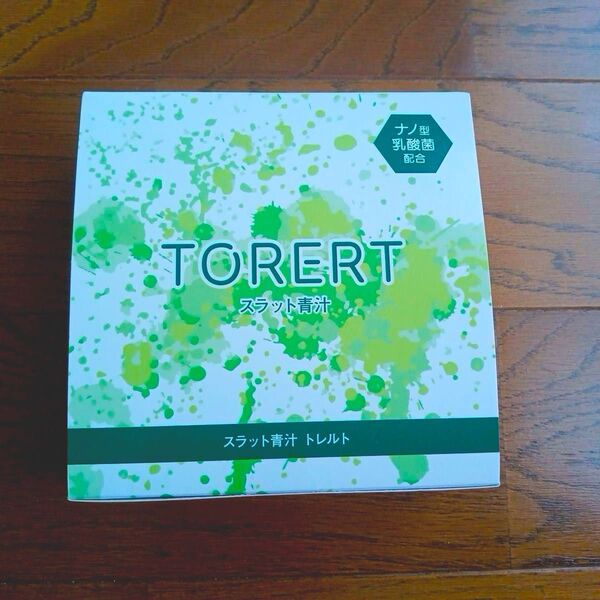 ナノ型
乳酸菌
配合
TORERT
スラット青汁
スラット青汁 トレルト